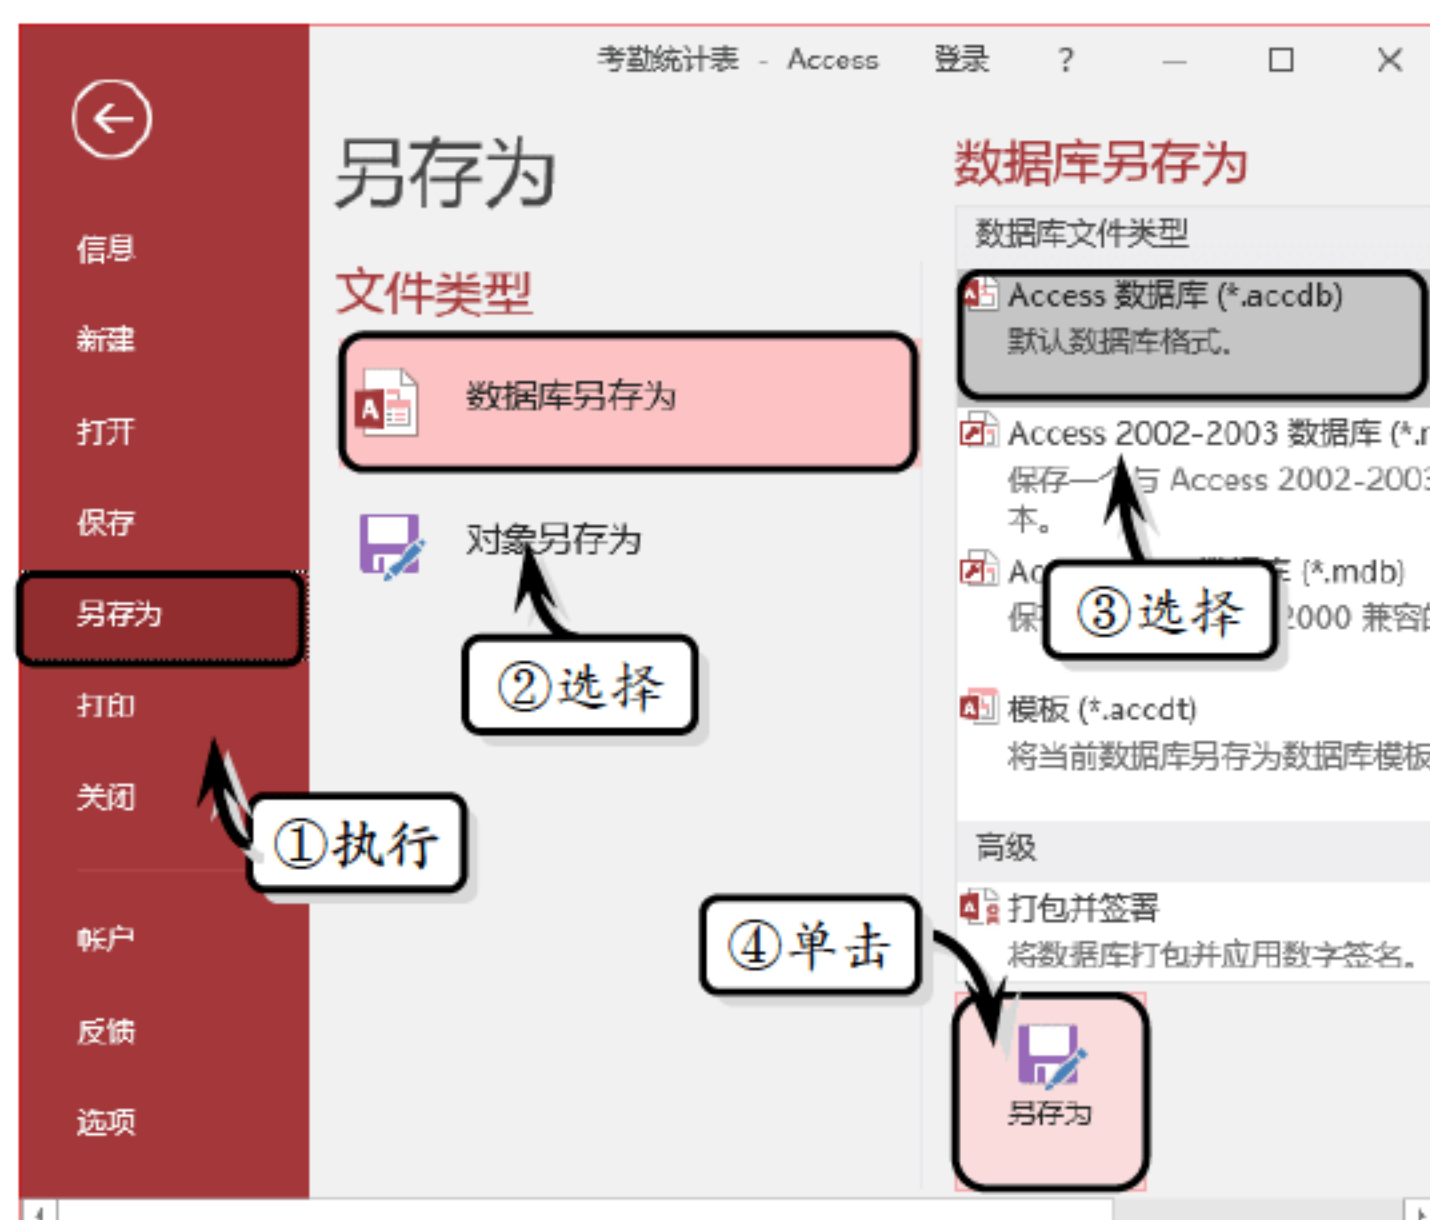 考勤统计表 - Access 登录 ?
信息
新建
打开
保存
另存为
打印
关闭
帐户
反馈
选项
另存为
文件类型
数据库另存为
对象另存为
②选择
①执行
数据库另存为
数据库文件类型
Access 数据库 (*.accdb)
默认数据库格式。
Access 2002-2003 数据库 (*.
保存一个与 Access 2002-2003
本。
(*.mdb)
③选择
2000 兼容
模板 (*.accdt)
将当前数据库另存为数据库模板
高级
打包并签署
将数据库打包并应用数字签名。
④单击
另存为